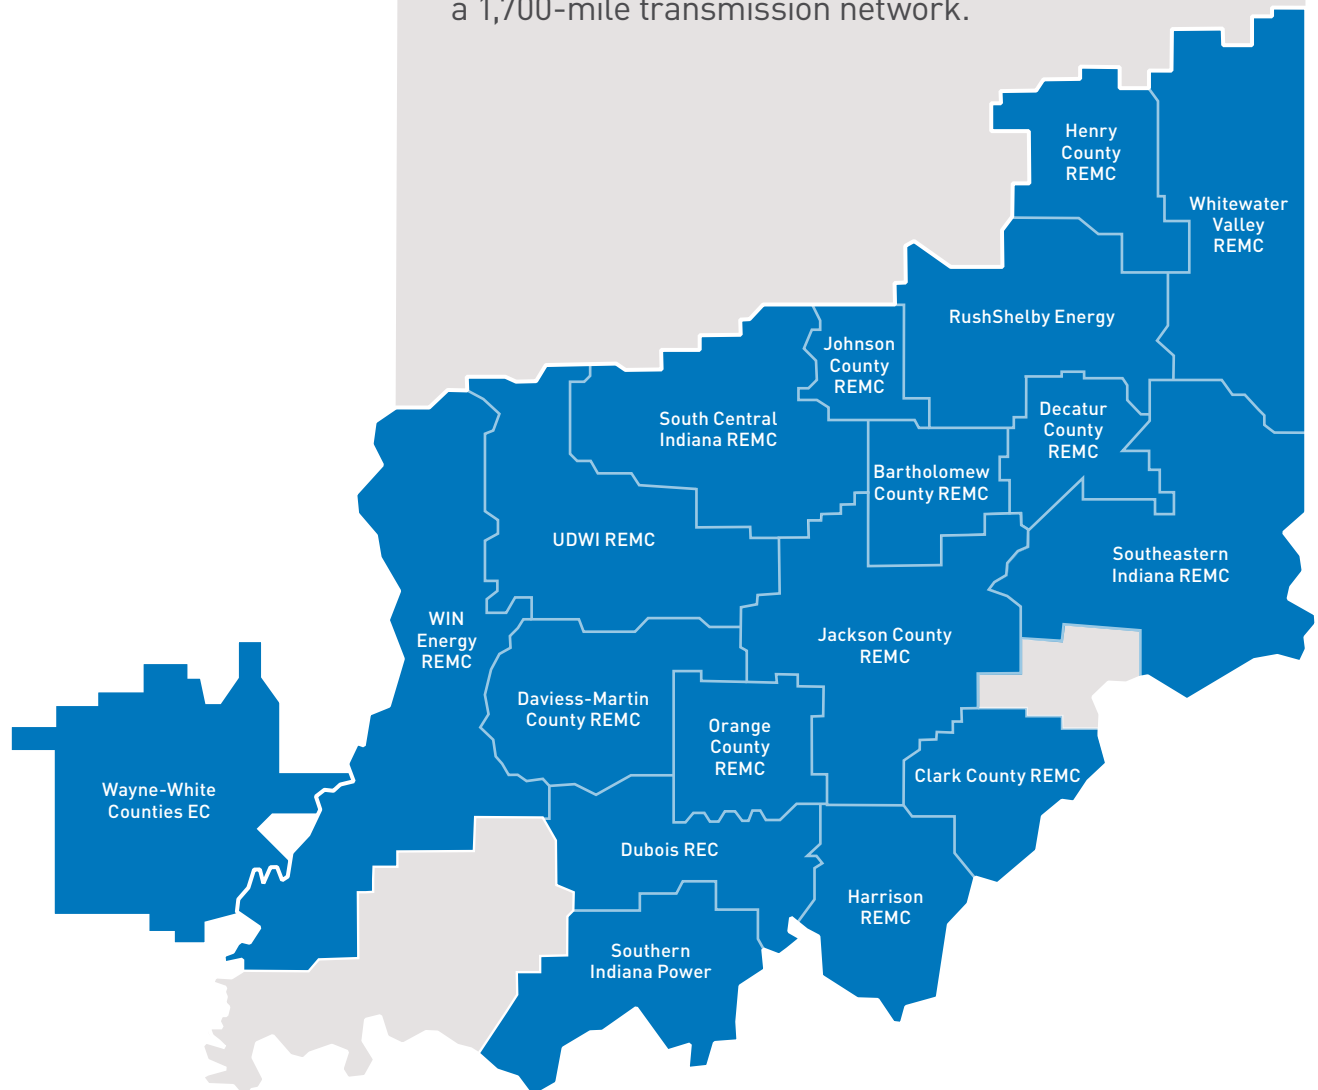 a 1,700-mile transmission network.
Henry
County
REMC
Whitewater
Valley
REMC
RushShelby Energy
Johnson
County
REMC
South Central
Indiana REMC
Decatur
County
REMC
Bartholomew
County REMC
UDWI REMC
Southeastern
Indiana REMC
WIN
Energy
REMC
Jackson County
REMC
Daviess-Martin
County REMC
Orange
County
REMC
Clark County REMC
Wayne-White
Counties EC
Dubois REC
Harrison
REMC
Southern
Indiana Power